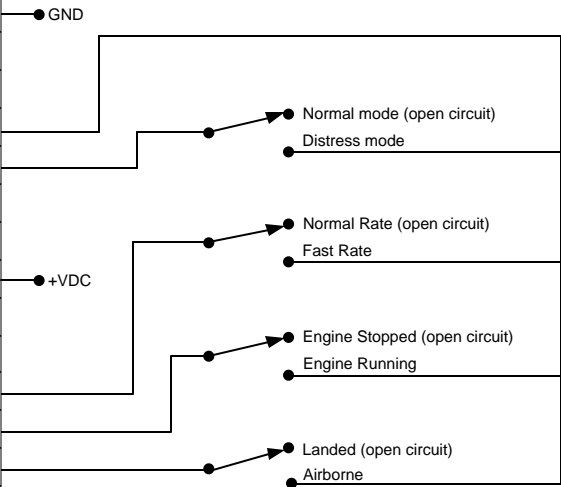 GND
Normal mode (open circuit)
Distress mode
Normal Rate (open circuit)
Fast Rate
+VDC
Engine Stopped (open circuit)
Engine Running
Landed (open circuit)
Airborne